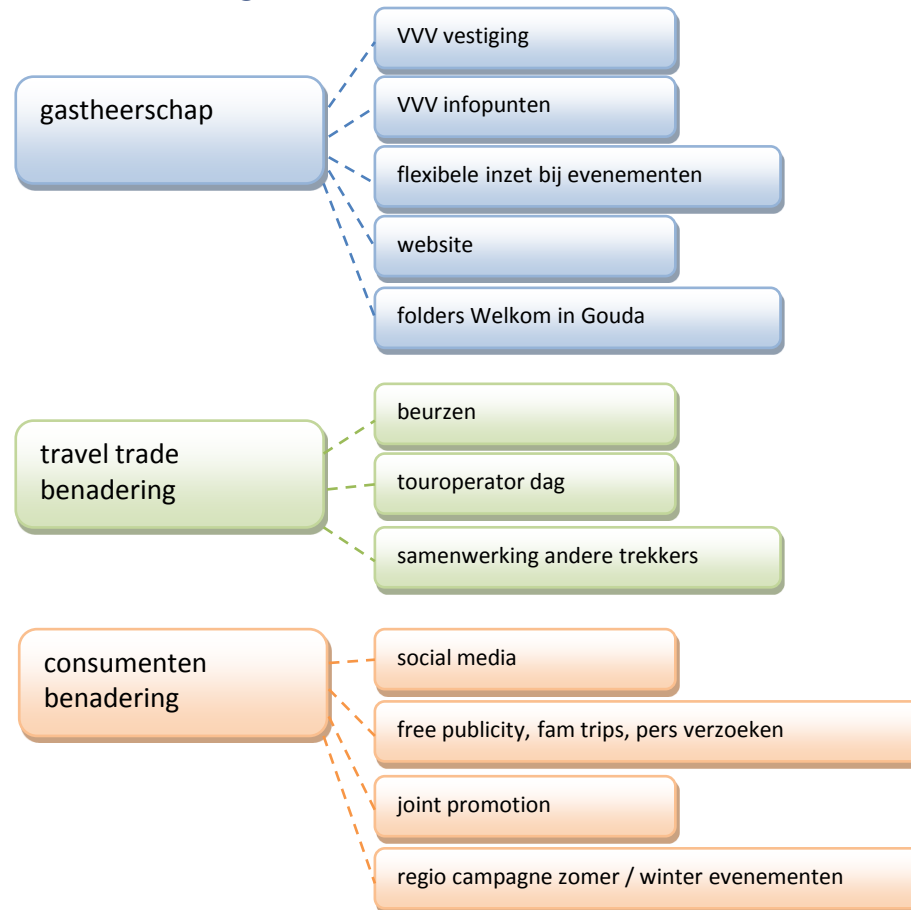 gastheerschap
VVV vestiging
VVV infopunten
flexibele inzet bij evenementen
website
folders Welkom in Gouda
travel trade
benadering
beurzen
touroperator dag
samenwerking andere trekkers
consumenten
benadering
social media
free publicity, fam trips, pers verzoeken
joint promotion
regio campagne zomer / winter evenementen